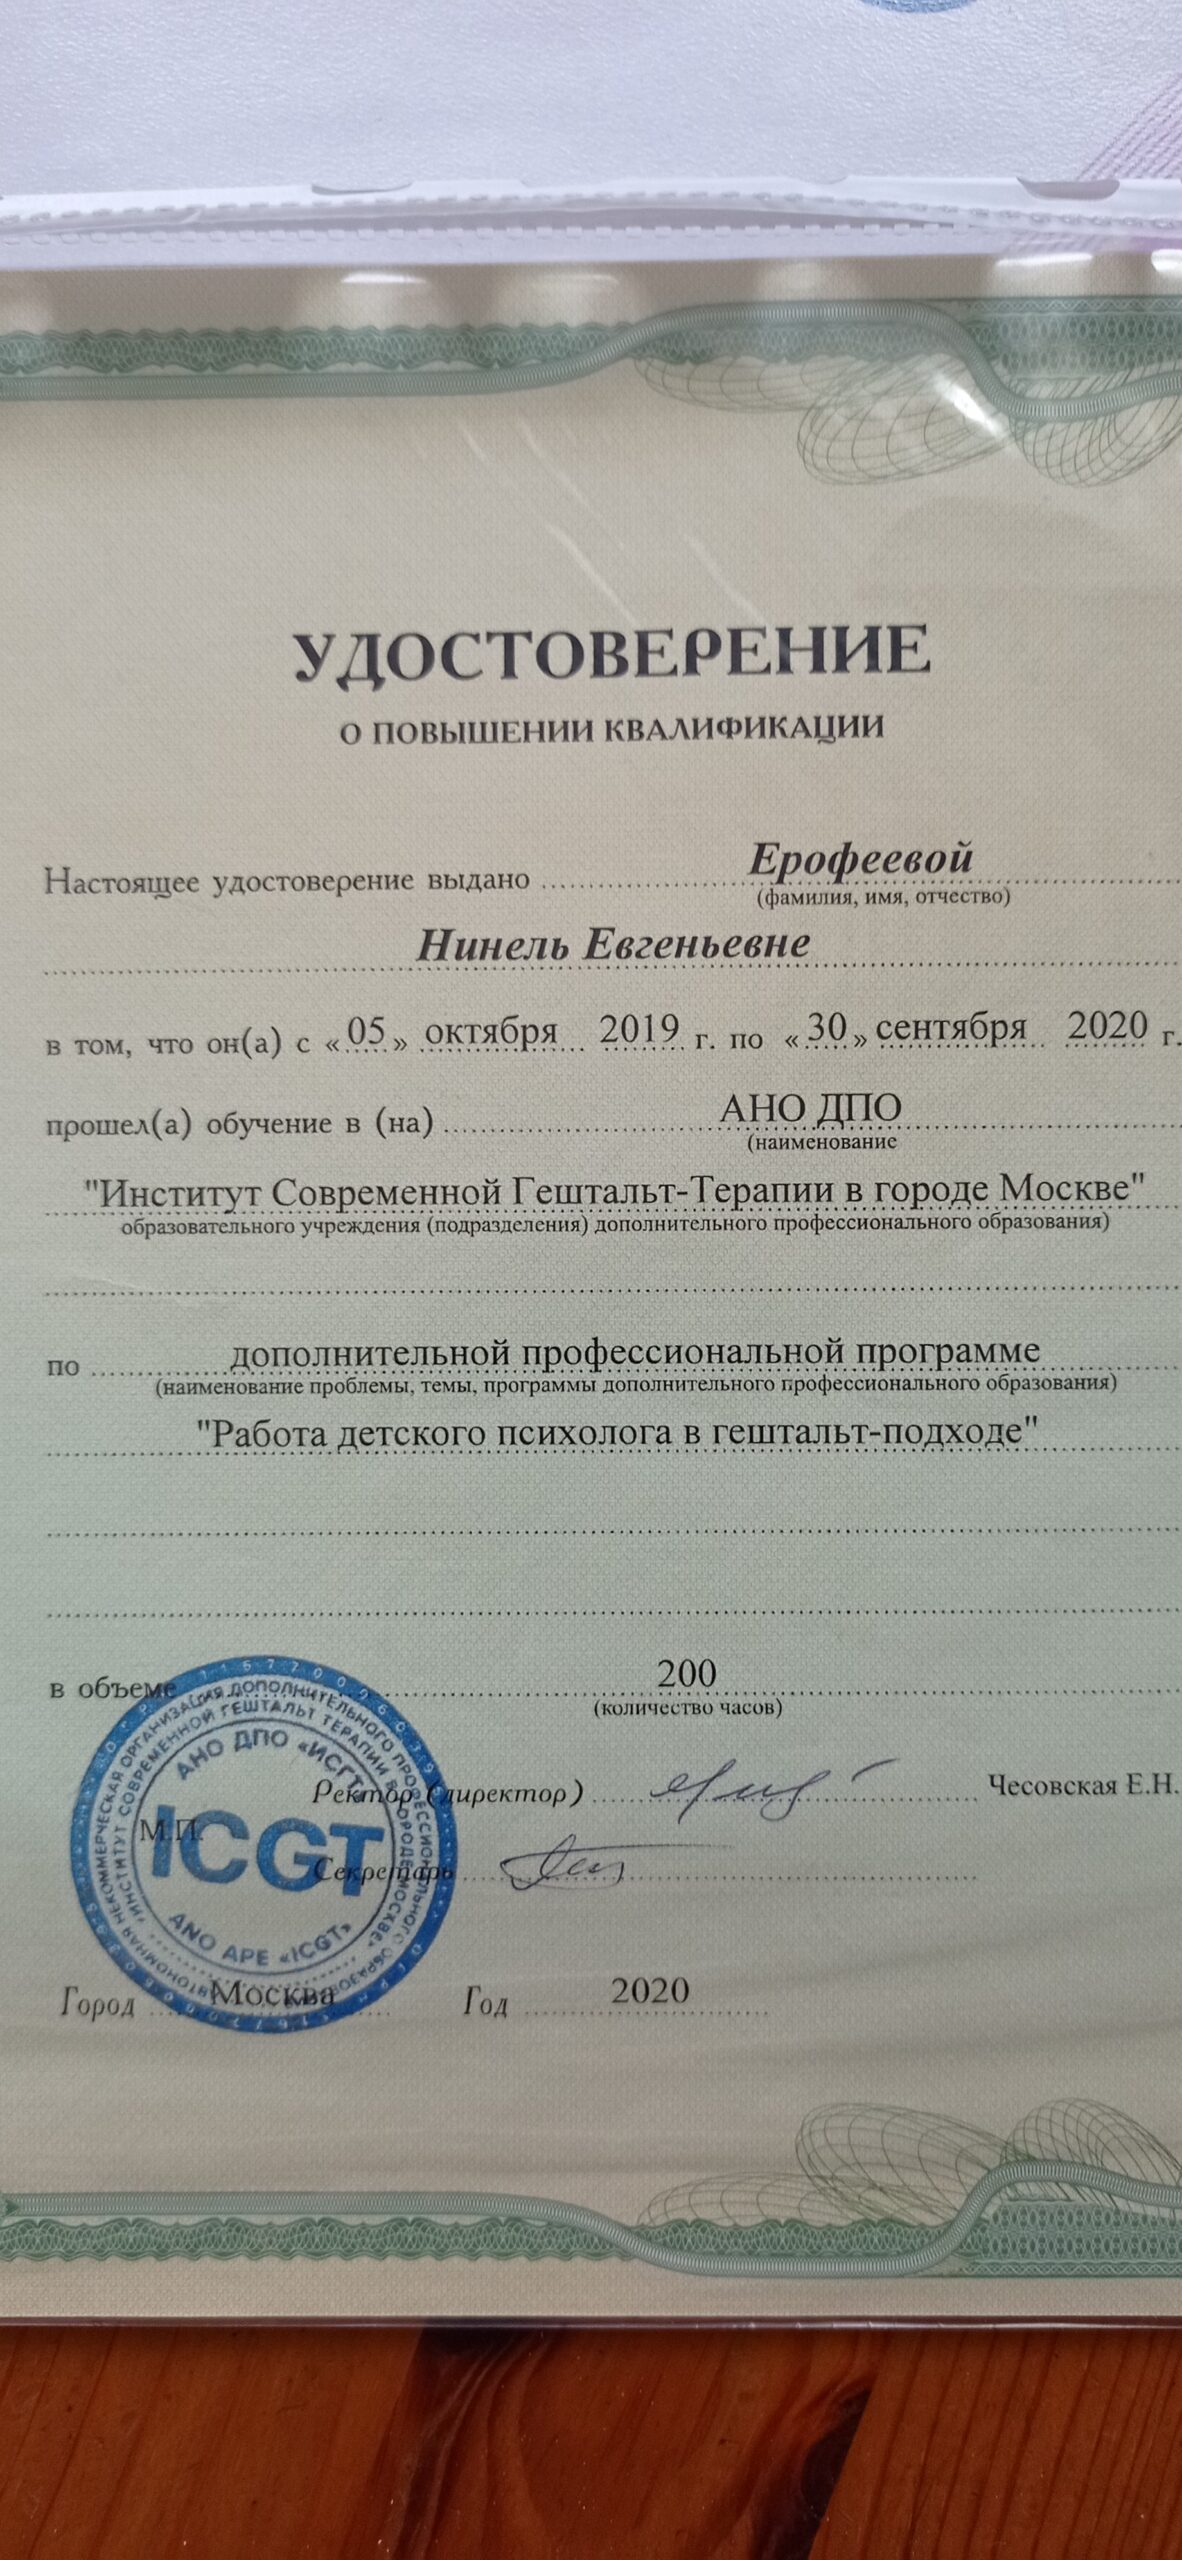 УДОСТОВЕРЕНИЕ
О ПОВЫШЕНИИ КВАЛИФИКАЦИИ
Настоящее удостоверение выдано Ерофеевой
(фамилия, имя, отчество)
Нинель Евгеньевне
в том, что он(а) с «05» октября 2019 г. по «30» сентября 2020 г.
прошел(а) обучение в (на) АНО ДПО
(наименование
"Институт Современной Гештальт-Терапии в городе Москве"
образовательного учреждения (подразделения) дополнительного профессионального образования)
по дополнительной профессиональной программе
(наименование проблемы, темы, программы дополнительного профессионального образования)
"Работа детского психолога в гештальт-подходе"
в объеме 200
(количество часов)
Ректор (директор) Чесовская Е.Н.
М.П.
Секретарь
Город Москва Год 2020
АНО ДПО «ИСГТ»
ICGT
ANO APE «ICGT»